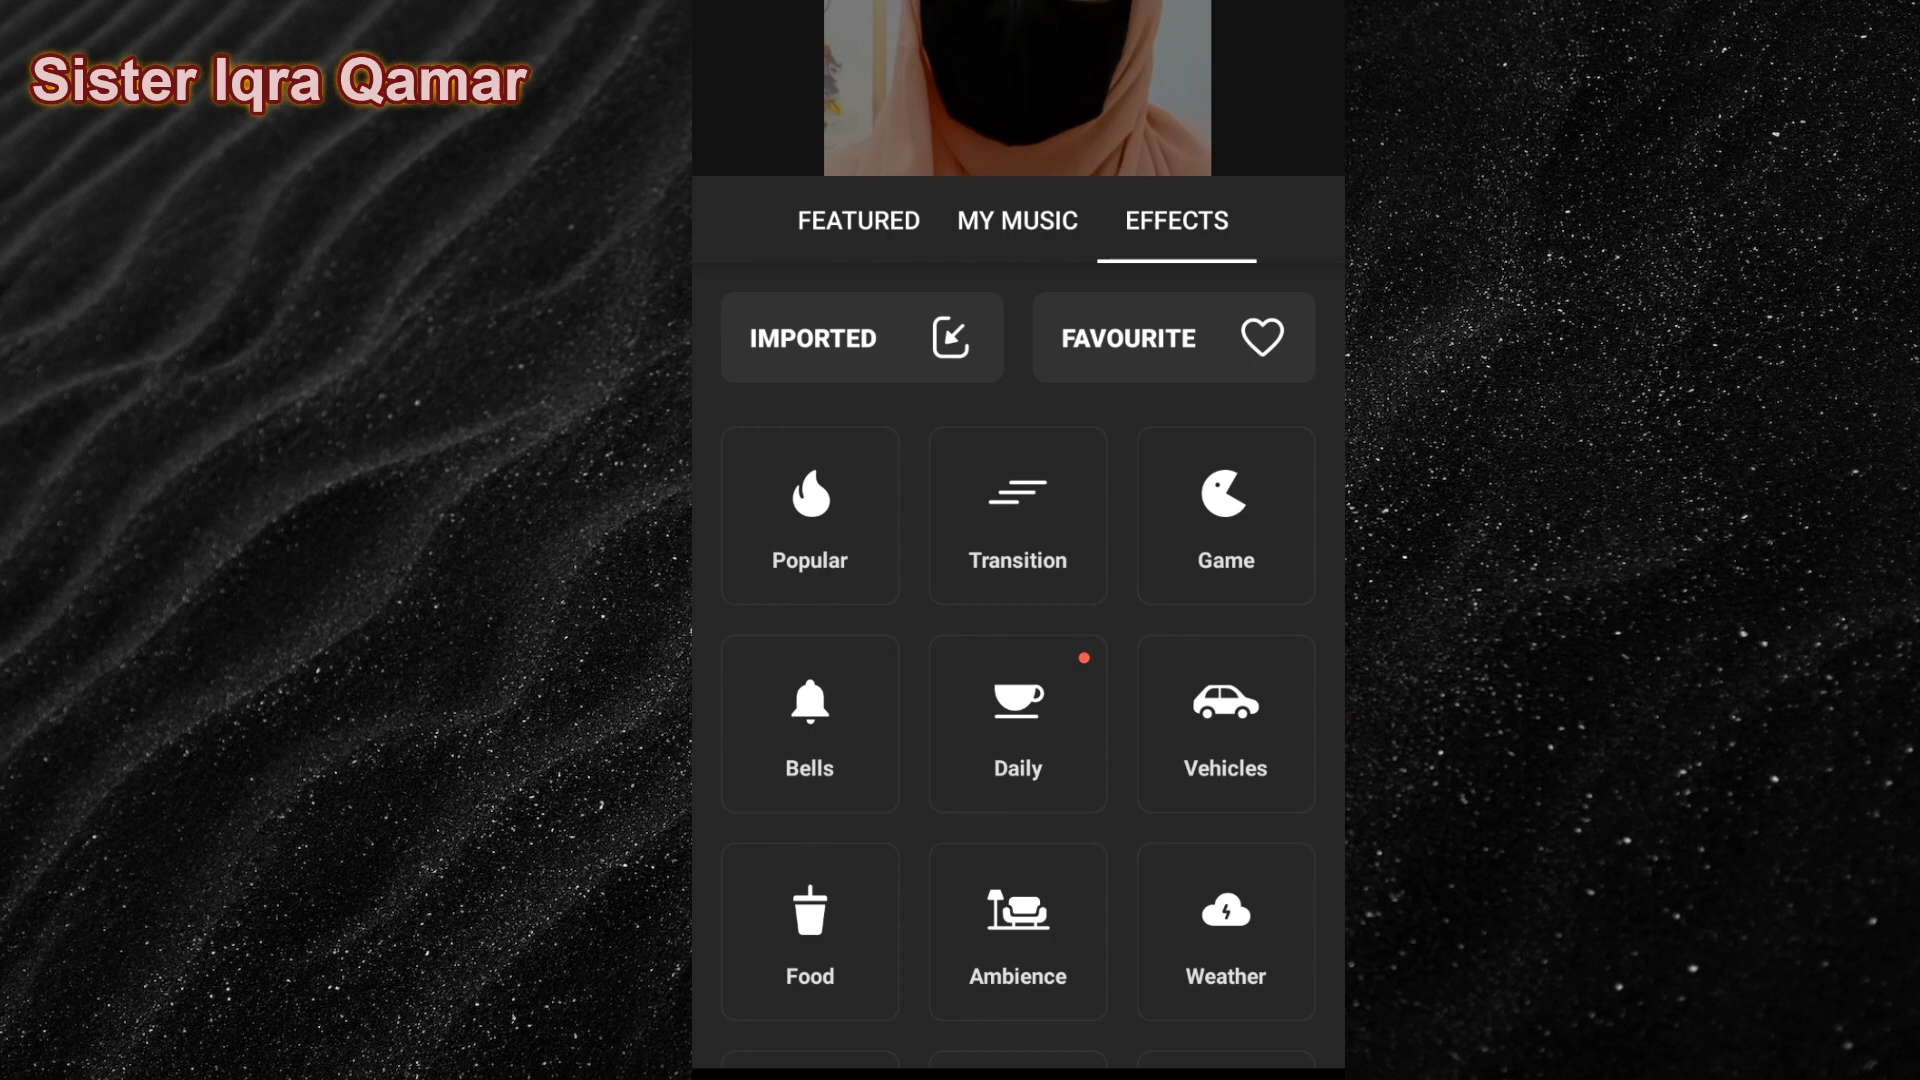 Sister Iqra Qamar
FEATURED MY MUSIC EFFECTS
IMPORTED FAVOURITE
Popular Transition Game
Bells Daily Vehicles
Food Ambience Weather